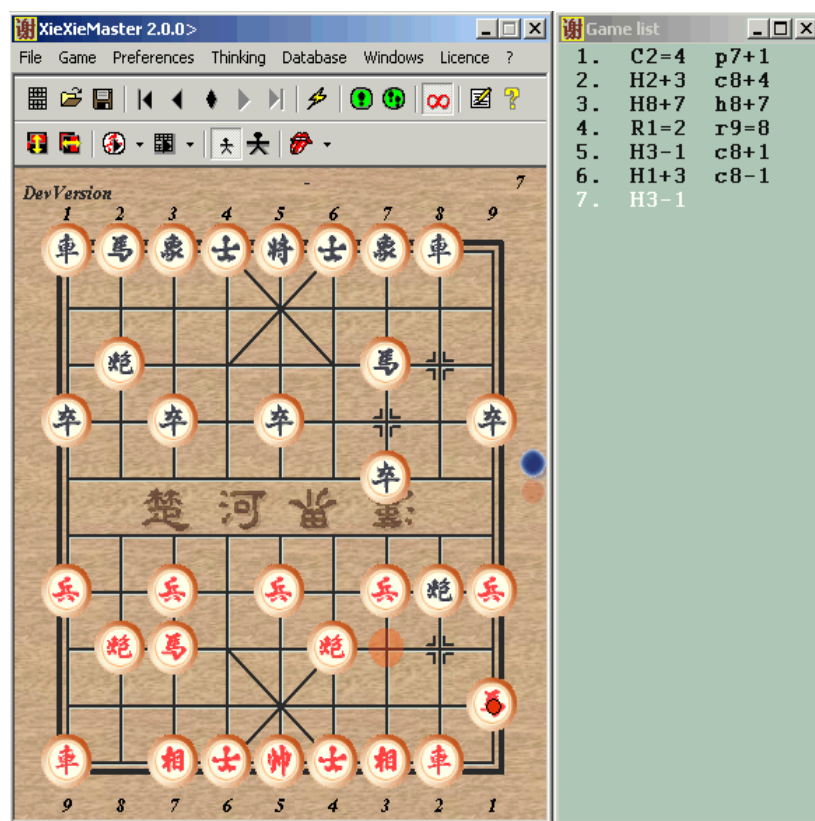 谢 XieXieMaster 2.0.0>
File Game Preferences Thinking Database Windows Licence ?
DevVersion - 7
1 2 3 4 5 6 7 8 9
車 馬 象 士 将 士 象 車
炮 馬
卒 卒 卒 卒
卒
楚 河 界
兵 兵 兵 兵 炮 兵
炮 馬 炮
車 相 士 帅 士 相 車
9 8 7 6 5 4 3 2 1
谢 Game list
1. C2=4 p7+1
2. H2+3 c8+4
3. H8+7 h8+7
4. R1=2 r9=8
5. H3-1 c8+1
6. H1+3 c8-1
7. H3-1